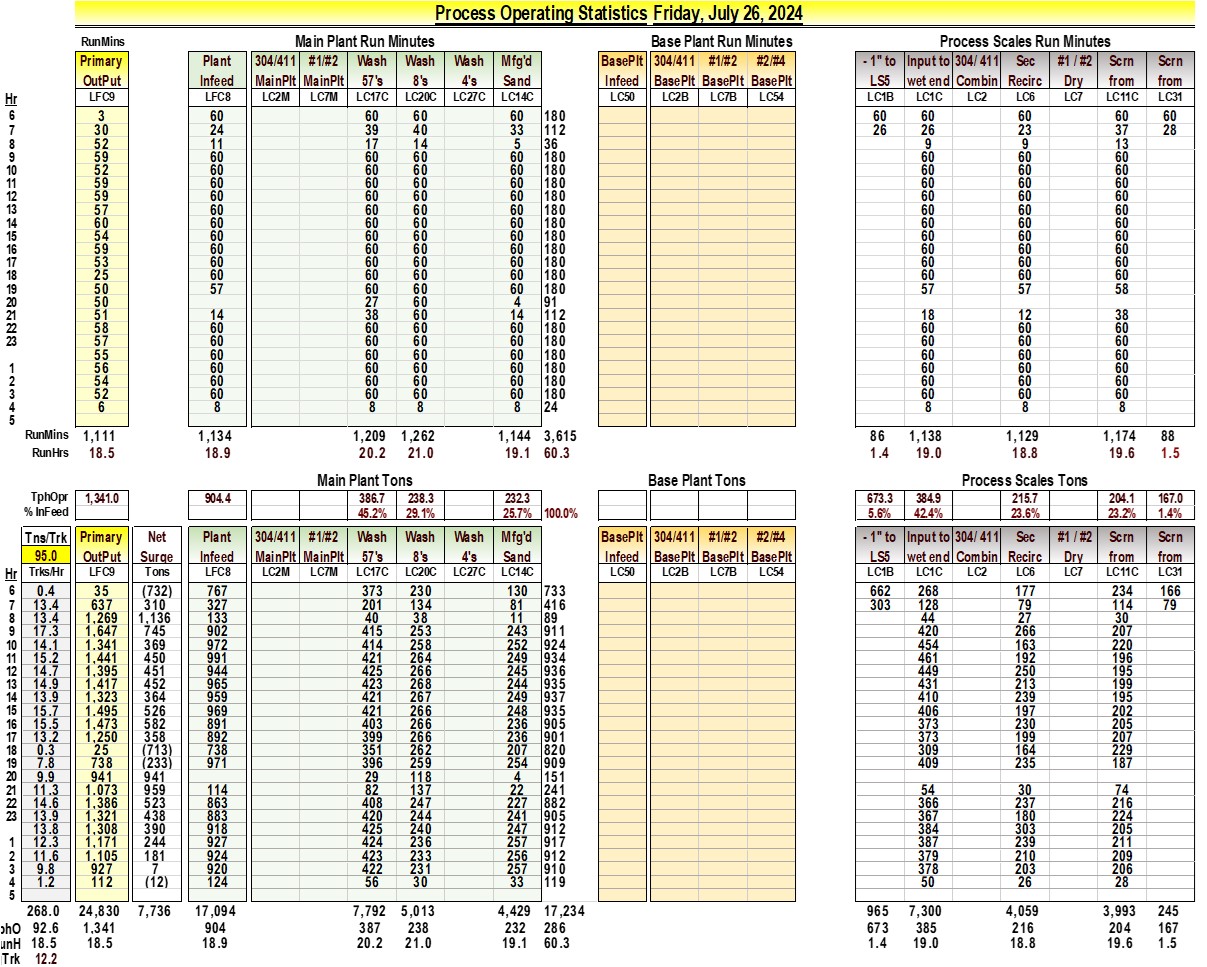 Process Operating Statistics Friday, July 26, 2024
RunMins Main Plant Run Minutes Base Plant Run Minutes Process Scales Run Minutes
Primary Plant 304/411 #1/#2 Wash Wash Wash Mfg'd BasePlt 304/411 #1/#2 #2/#4 - 1" to Input to 304/ 411 Sec #1 / #2 Scrn Scrn
OutPut Infeed MainPlt MainPlt 57's 8's 4's Sand Infeed BasePlt BasePlt BasePlt LS5 wet end Combin Recirc Dry from from
Hr LFC9 LFC8 LC2M LC7M LC17C LC20C LC27C LC14C LC50 LC2B LC7B LC54 LC1B LC1C LC2 LC6 LC7 LC11C LC31
6 3 60 60 60 60 180 60 60 60 60 60
7 30 24 39 40 33 112 26 26 23 37 28
8 52 11 17 14 5 36 9 9 13
9 59 60 60 60 60 180 60 60 60
10 52 60 60 60 60 180 60 60 60
11 59 60 60 60 60 180 60 60 60
12 59 60 60 60 60 180 60 60 60
13 57 60 60 60 60 180 60 60 60
14 60 60 60 60 60 180 60 60 60
15 54 60 60 60 60 180 60 60 60
16 59 60 60 60 60 180 60 60 60
17 53 60 60 60 60 180 60 60 60
18 25 60 60 60 60 180 60 60 60
19 50 57 60 60 60 180 57 57 58
20 50 27 60 4 91
21 51 14 38 60 14 112 18 12 38
22 58 60 60 60 60 180 60 60 60
23 57 60 60 60 60 180 60 60 60
55 60 60 60 60 180 60 60 60
1 56 60 60 60 60 180 60 60 60
2 54 60 60 60 60 180 60 60 60
3 52 60 60 60 60 180 60 60 60
4 6 8 8 8 8 24 8 8 8
5
RunMins 1,111 1,134 1,209 1,262 1,144 3,615 86 1,138 1,129 1,174 88
RunHrs 18.5 18.9 20.2 21.0 19.1 60.3 1.4 19.0 18.8 19.6 1.5
Main Plant Tons Base Plant Tons Process Scales Tons
TphOpr 1,341.0 904.4 386.7 238.3 232.3 673.3 384.9 215.7 204.1 167.0
% InFeed 45.2% 29.1% 25.7% 100.0% 5.6% 42.4% 23.6% 23.2% 1.4%
Tns/Trk Primary Net Plant 304/411 #1/#2 Wash Wash Wash Mfg'd BasePlt 304/411 #1/#2 #2/#4 - 1" to Input to 304/ 411 Sec #1 / #2 Scrn Scrn
95.0 OutPut Surge Infeed MainPlt MainPlt 57's 8's 4's Sand Infeed BasePlt BasePlt BasePlt LS5 wet end Combin Recirc Dry from from
Hr Trks/Hr LFC9 Tons LFC8 LC2M LC7M LC17C LC20C LC27C LC14C LC50 LC2B LC7B LC54 LC1B LC1C LC2 LC6 LC7 LC11C LC31
6 0.4 35 (732) 767 373 230 130 733 662 268 177 234 166
7 13.4 637 310 327 201 134 81 416 303 128 79 114 79
8 13.4 1,269 1,136 133 40 38 11 89 44 27 30
9 17.3 1,647 745 902 415 253 243 911 420 266 207
10 14.1 1,341 369 972 414 258 252 924 454 163 220
11 15.2 1,441 450 991 421 264 249 934 461 192 196
12 14.7 1,395 451 944 425 266 245 936 449 250 195
13 14.9 1,417 452 965 423 268 244 935 431 213 199
14 13.9 1,323 364 959 421 267 249 937 410 239 195
15 15.7 1,495 526 969 421 266 248 935 406 197 202
16 15.5 1,473 582 891 403 266 236 905 373 230 205
17 13.2 1,250 358 892 399 266 236 901 373 199 207
18 0.3 25 (713) 738 351 262 207 820 309 164 229
19 7.8 738 (233) 971 396 259 254 909 409 235 187
20 9.9 941 941 29 118 4 151
21 11.3 1,073 959 114 82 137 22 241 54 30 74
22 14.6 1,386 523 863 408 247 227 882 366 237 216
23 13.9 1,321 438 883 420 244 241 905 367 180 224
13.8 1,308 390 918 425 240 247 912 384 303 205
1 12.3 1,171 244 927 424 236 257 917 387 239 211
2 11.6 1,105 181 924 423 233 256 912 379 210 209
3 9.8 927 7 920 422 231 257 910 378 203 206
4 1.2 112 (12) 124 56 30 33 119 50 26 28
5
268.0 24,830 7,736 17,094 7,792 5,013 4,429 17,234 965 7,300 4,059 3,993 245
phO 92.6 1,341 904 387 238 232 286 673 385 216 204 167
unH 18.5 18.5 18.9 20.2 21.0 19.1 60.3 1.4 19.0 18.8 19.6 1.5
Trk 12.2